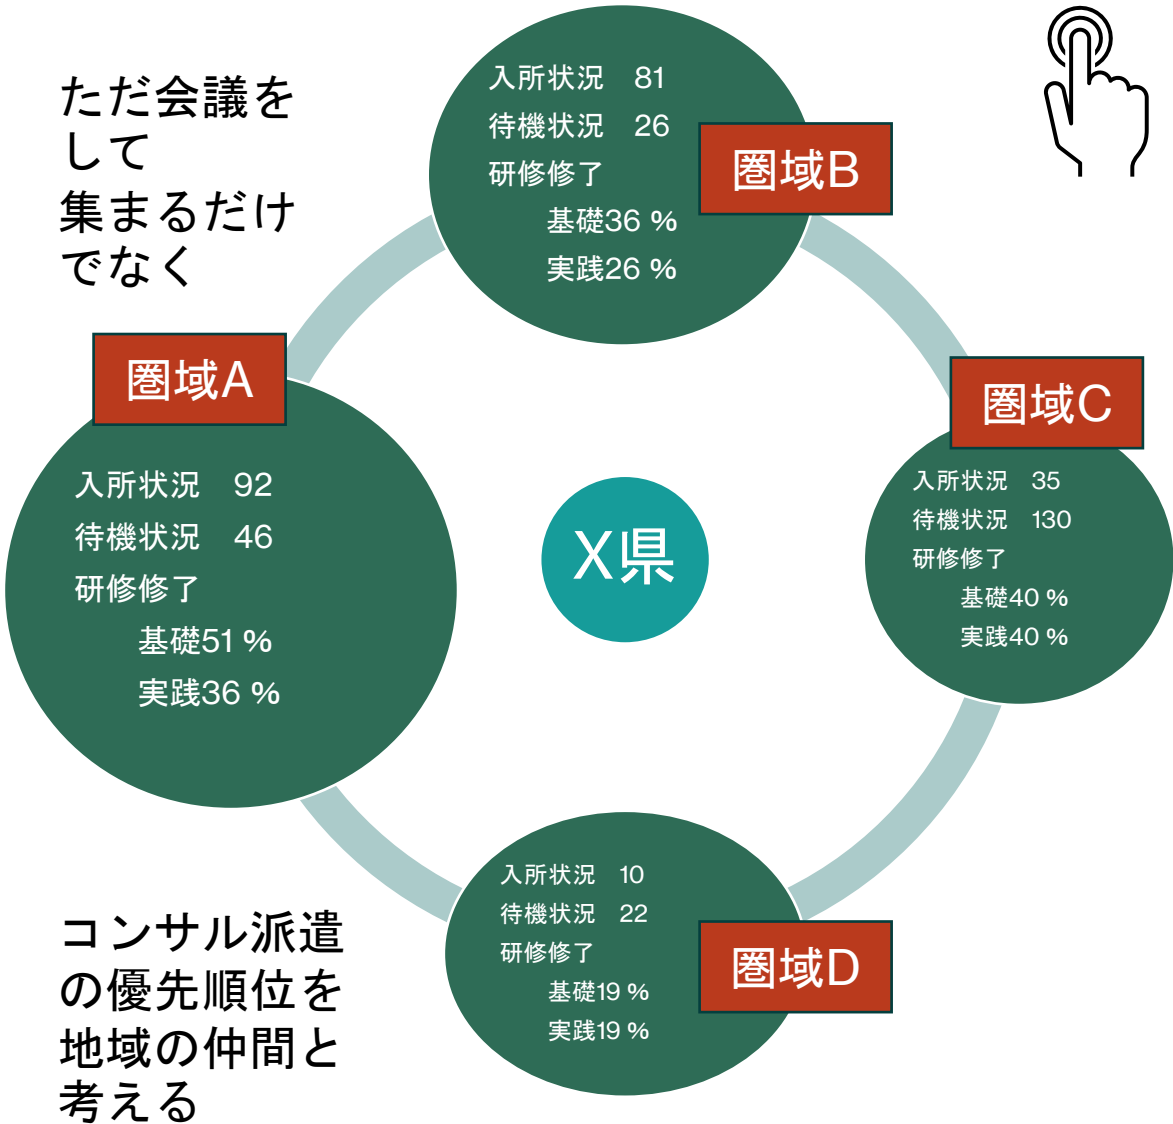 ただ会議を
して
集まるだけ
でなく
入所状況　81
待機状況　26
研修修了
基礎36 %
実践26 %
圏域B
圏域A
入所状況　92
待機状況　46
研修修了
基礎51 %
実践36 %
X県
圏域C
入所状況　35
待機状況　130
研修修了
基礎40 %
実践40 %
入所状況　10
待機状況　22
研修修了
基礎19 %
実践19 %
圏域D
コンサル派遣
の優先順位を
地域の仲間と
考える